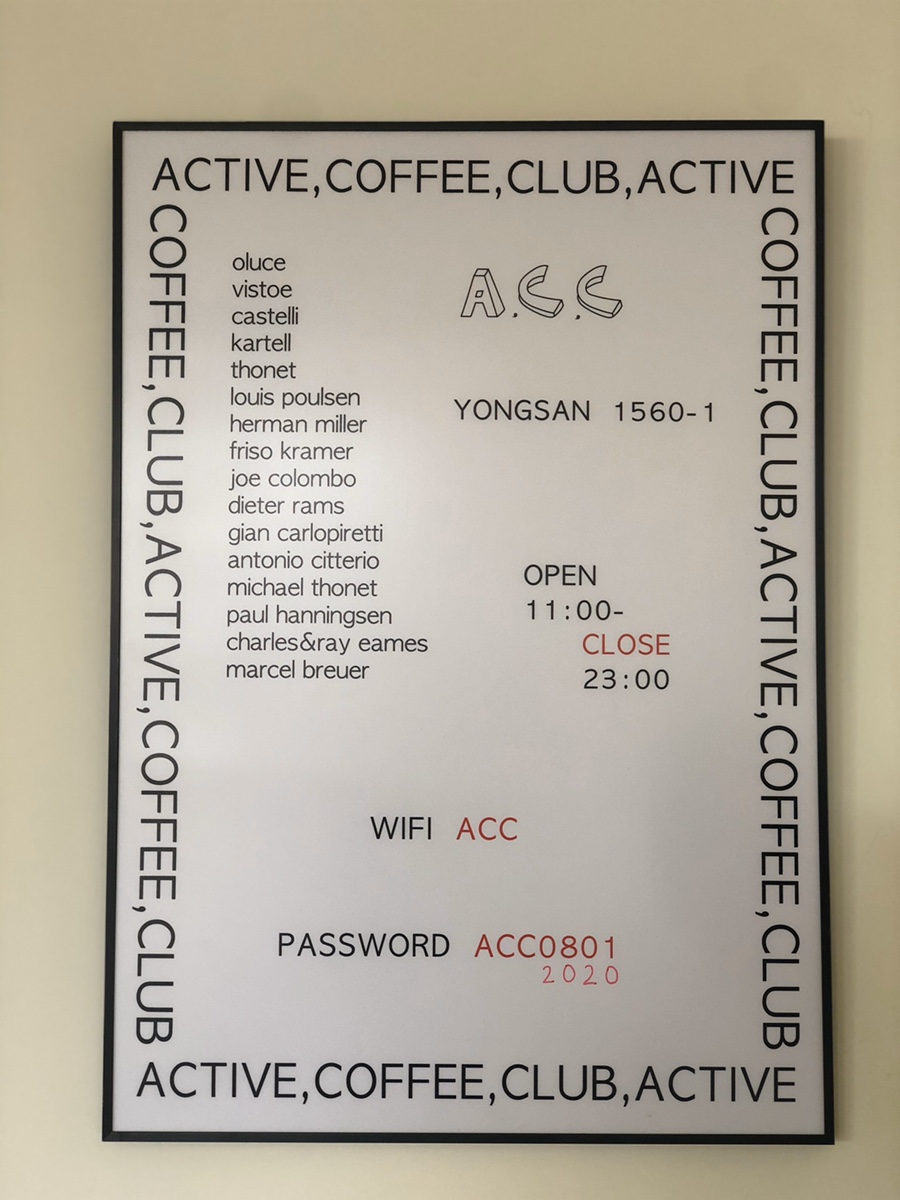 ACTIVE,COFFEE,CLUB,ACTIVE
COFFEE,CLUB,ACTIVE,COFFEE,CLUB
oluce
vistoe
castelli
kartell
thonet
louis poulsen
herman miller
friso kramer
joe colombo
dieter rams
gian carlopiretti
antonio citterio
michael thonet
paul hanningsen
charles&ray eames
marcel breuer
A.C.C
YONGSAN 1560-1
OPEN
11:00-
CLOSE
23:00
WIFI ACC
PASSWORD ACC0801
2020
COFFEE,CLUB,ACTIVE,COFFEE,CLUB
ACTIVE,COFFEE,CLUB,ACTIVE